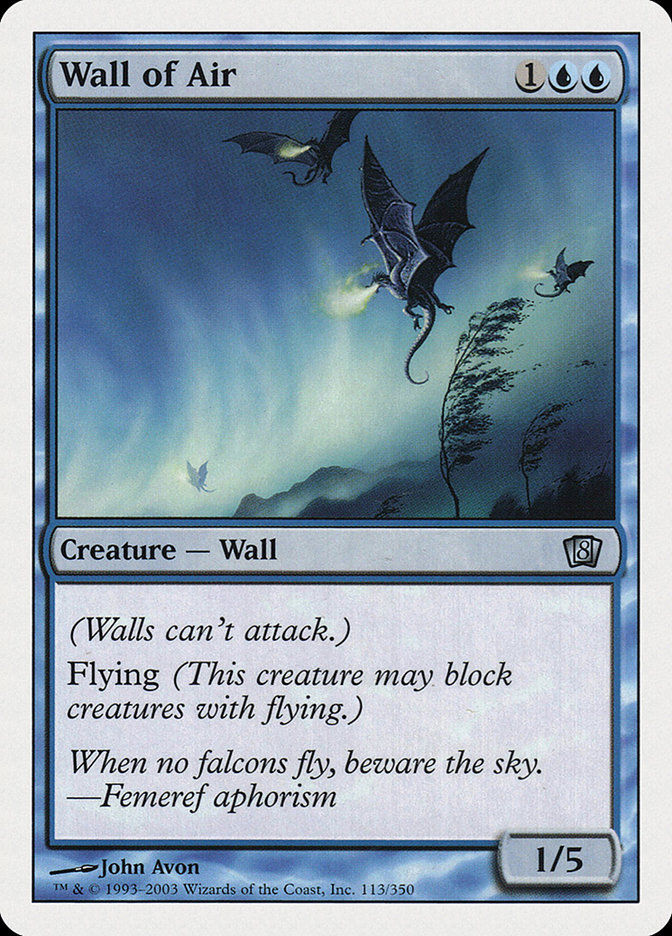 Wall of Air 1
Creature — Wall 8
(Walls can't attack.)
Flying (This creature may block
creatures with flying.)
When no falcons fly, beware the sky.
—Femeref aphorism
1/5
John Avon
™ & © 1993–2003 Wizards of the Coast, Inc. 113/350